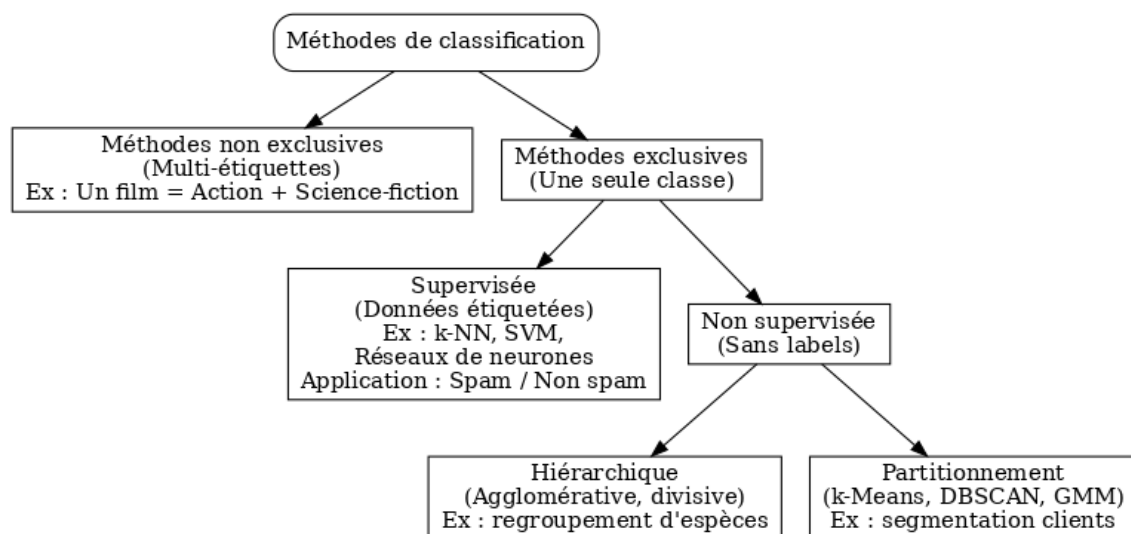 Méthodes de classification
Méthodes non exclusives
(Multi-étiquettes)
Ex : Un film = Action + Science-fiction
Méthodes exclusives
(Une seule classe)
Supervisée
(Données étiquetées)
Ex : k-NN, SVM,
Réseaux de neurones
Application : Spam / Non spam
Non supervisée
(Sans labels)
Hiérarchique
(Agglomérative, divisive)
Ex : regroupement d'espèces
Partitionnement
(k-Means, DBSCAN, GMM)
Ex : segmentation clients